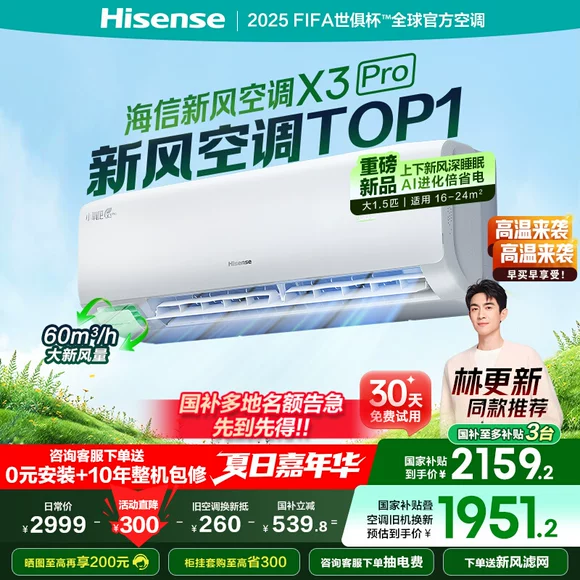 Hisense
2025 FIFA世俱杯™全球官方空调
海信新风空调X3 Pro
新风空调TOP1
重磅新品
上下新风深睡眠
AI进化倍省电
大1.5匹 | 适用 16-24m²
Hisense
高温来袭
高温来袭
早买早享受!
60m³/h
大新风量
林更新
同款推荐
国补多地名额告急
先到先得!!
30天
免费试用
国补至多补贴3台
咨询客服下单送
0元安装+10年整机包修
夏日嘉年华
国家补贴
到手价
¥2159.2
日常价
¥2999
活动直降
¥300
旧空调换新抵
¥260
国补立减
¥539.8=
国家补贴叠
空调旧机换新
预估到手价
¥1951.2
晒图至高再享200元
柜挂套购至高省300
咨询客服下单抽电费
下单送新风滤网